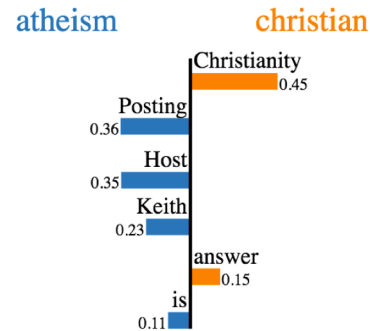 atheism christian
Christianity
0.45
Posting
0.36
Host
0.35
Keith
0.23
answer
0.15
is
0.11